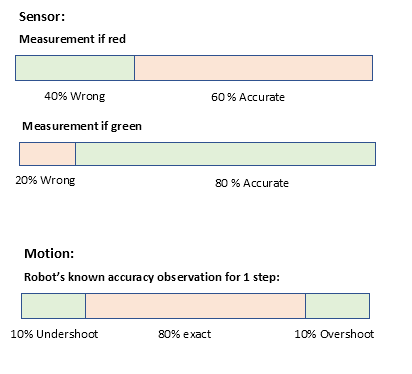 Sensor:
Measurement if red
40% Wrong 60 % Accurate
Measurement if green
20% Wrong 80 % Accurate
Motion:
Robot's known accuracy observation for 1 step:
10% Undershoot 80% exact 10% Overshoot